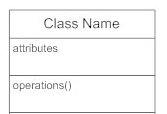 Class Name
attributes
operations()